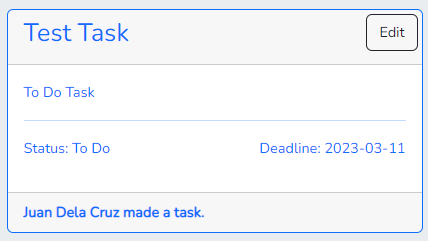 Test Task
Edit
To Do Task
Status: To Do
Deadline: 2023-03-11
Juan Dela Cruz made a task.